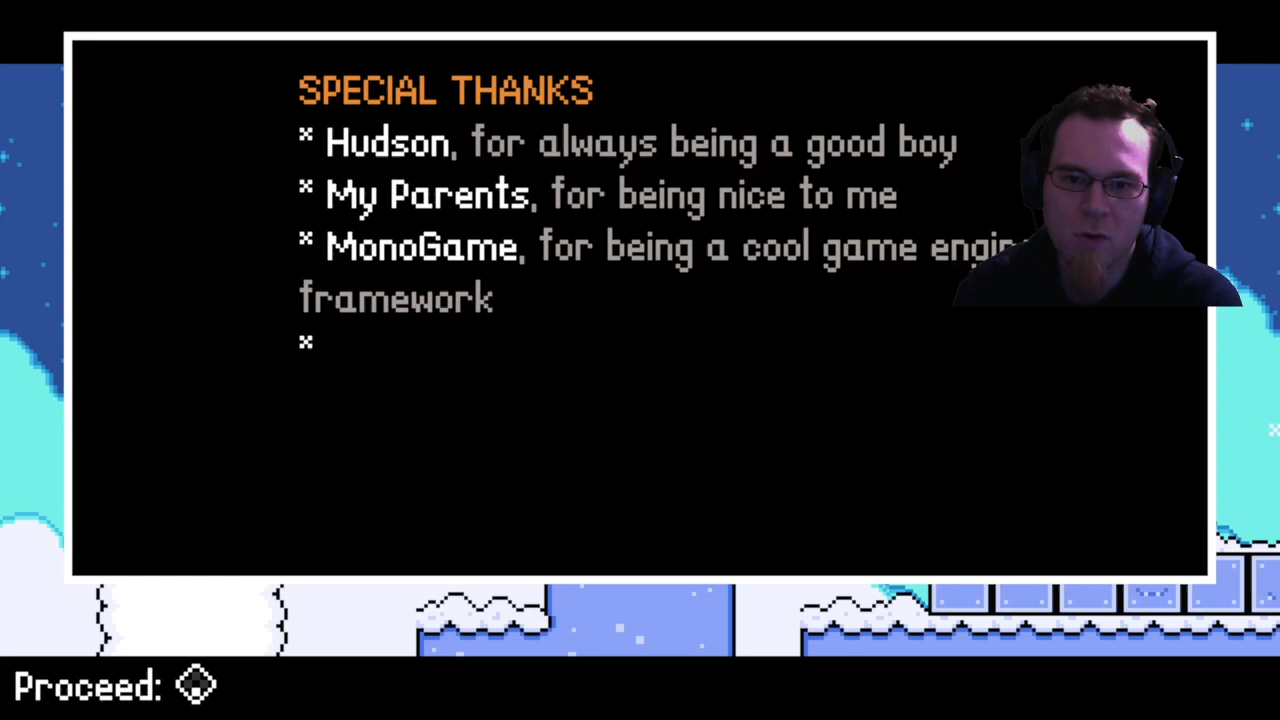 SPECIAL THANKS
* Hudson, for always being a good boy
* My Parents, for being nice to me
* MonoGame, for being a cool game
framework
*
Proceed: